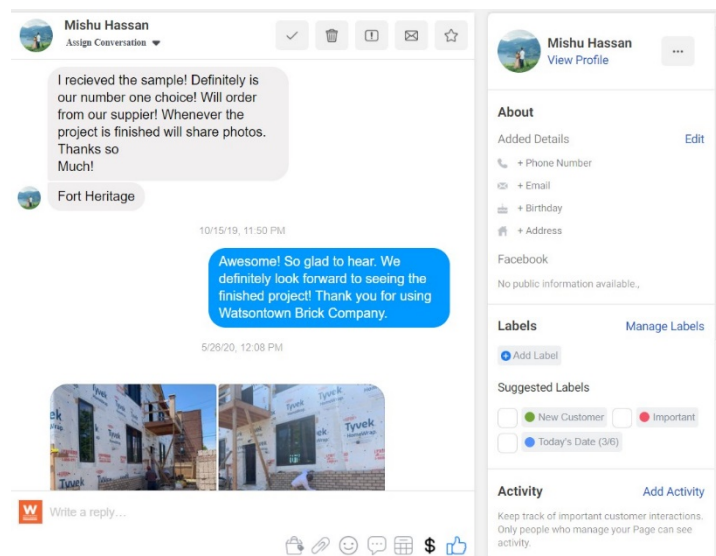 Mishu Hassan
Assign Conversation
I recieved the sample! Definitely is
our number one choice! Will order
from our suppier! Whenever the
project is finished will share photos.
Thanks so
Much!
Fort Heritage
10/15/19, 11:50 PM
Awesome! So glad to hear. We
definitely look forward to seeing the
finished project! Thank you for using
Watsontown Brick Company.
5/26/20, 12:08 PM
Tyvek
Tyvek
Tyvek
Tyvek
Tyvek
Tyvek
W
Write a reply...
$
Mishu Hassan
View Profile
...
About
Added Details
Edit
+ Phone Number
+ Email
+ Birthday
+ Address
Facebook
No public information available.,
Labels
Manage Labels
Add Label
Suggested Labels
New Customer
Important
Today's Date (3/6)
Activity
Add Activity
Keep track of important customer interactions.
Only people who manage your Page can see
activity.